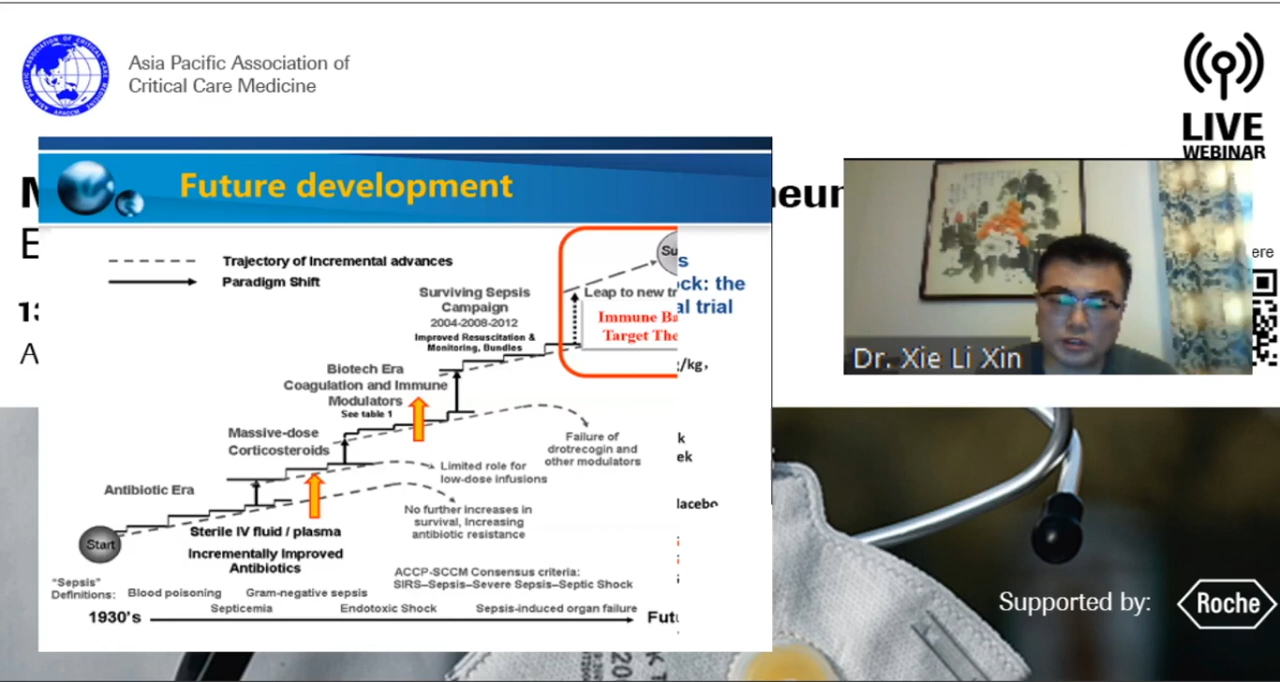 Asia Pacific Association of
Critical Care Medicine
LIVE
WEBINAR
Future development
Trajectory of Incremental advances
Paradigm Shift
Surviving Sepsis
Campaign
2004-2008-2012
Improved Resuscitation &
Monitoring, Bundles
Leap to new
Immune
Target
ck: the
trial
Biotech Era
Coagulation and Immune
Modulators
See table 1
Massive-dose
Corticosteroids
Failure of
drotrecogin and
other modulators
Limited role for
low-dose infusions
Antibiotic Era
No further increases in
survival, Increasing
antibiotic resistance
Start
Sterile IV fluid / plasma
Incrementally Improved
Antibiotics
ACCP-SCCM Consensus criteria:
SIRS–Sepsis–Severe Sepsis–Septic Shock
"Sepsis"
Definitions:
Blood poisoning
Gram-negative sepsis
Septicemia
Endotoxic Shock
Sepsis-induced organ failure
1930's
Dr. Xie Li Xin
Supported by:
Roche